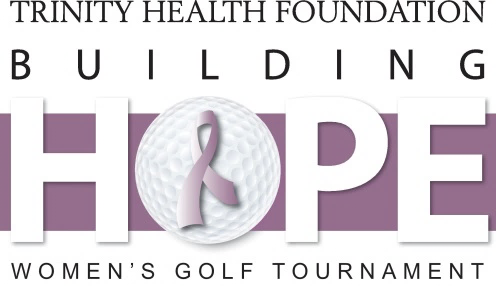 TRINITY HEALTH FOUNDATION
BUILDING
HOPE
WOMEN'S GOLF TOURNAMENT